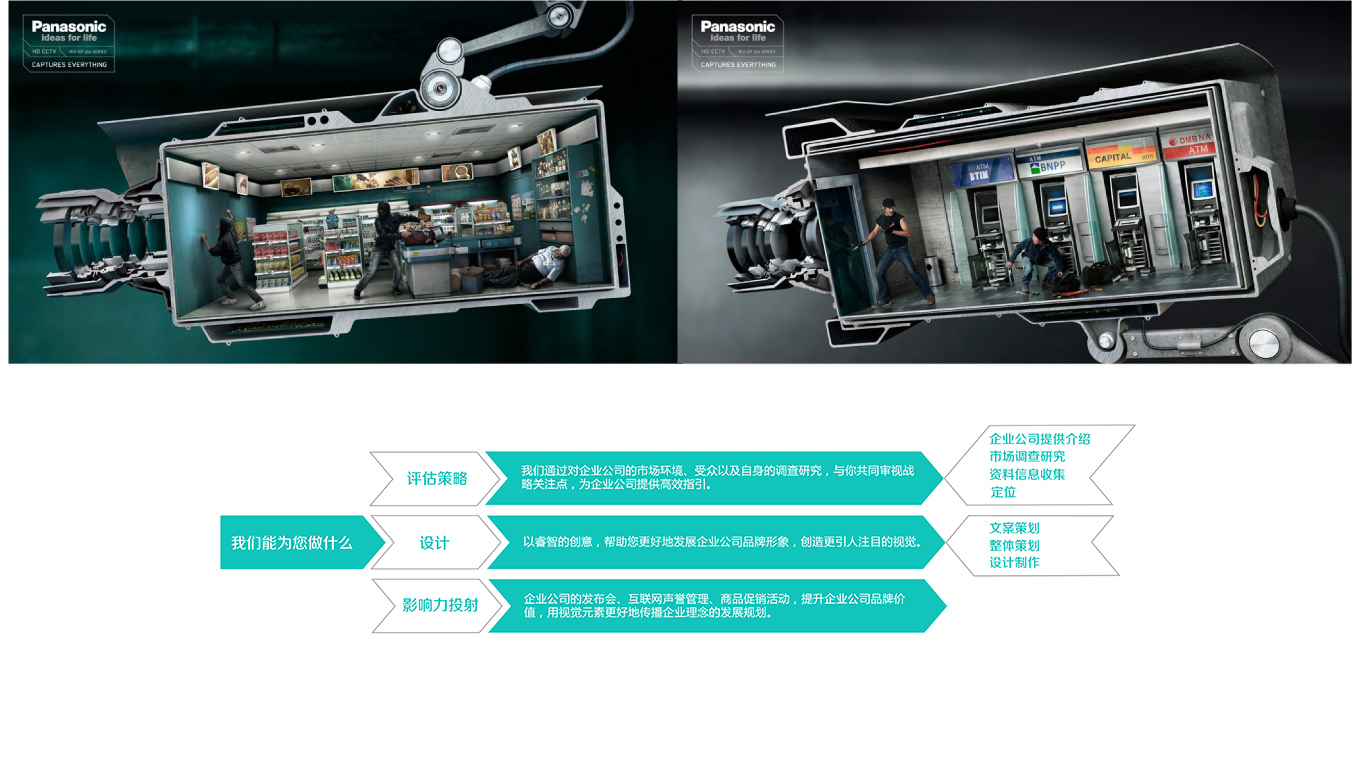 Panasonic
ideas for life
HD CCTV
WV-SP 300 SERIES
CAPTURES EVERYTHING
Panasonic
ideas for life
HD CCTV
WV-SP 300 SERIES
CAPTURES EVERYTHING
ATM
BTIN
ATM
BNPP
CAPITAL atm
DMBNA
ATM
评估策略
我们通过对企业公司的市场环境、受众以及自身的调查研究，与你共同审视战
略关注点，为企业公司提供高效指引。
企业公司提供介绍
市场调查研究
资料信息收集
定位
我们能为您做什么
设计
以睿智的创意，帮助您更好地发展企业公司品牌形象，创造更引人注目的视觉。
文案策划
整体策划
设计制作
影响力投射
企业公司的发布会、互联网声誉管理、商品促销活动，提升企业公司品牌价
值，用视觉元素更好地传播企业理念的发展规划。